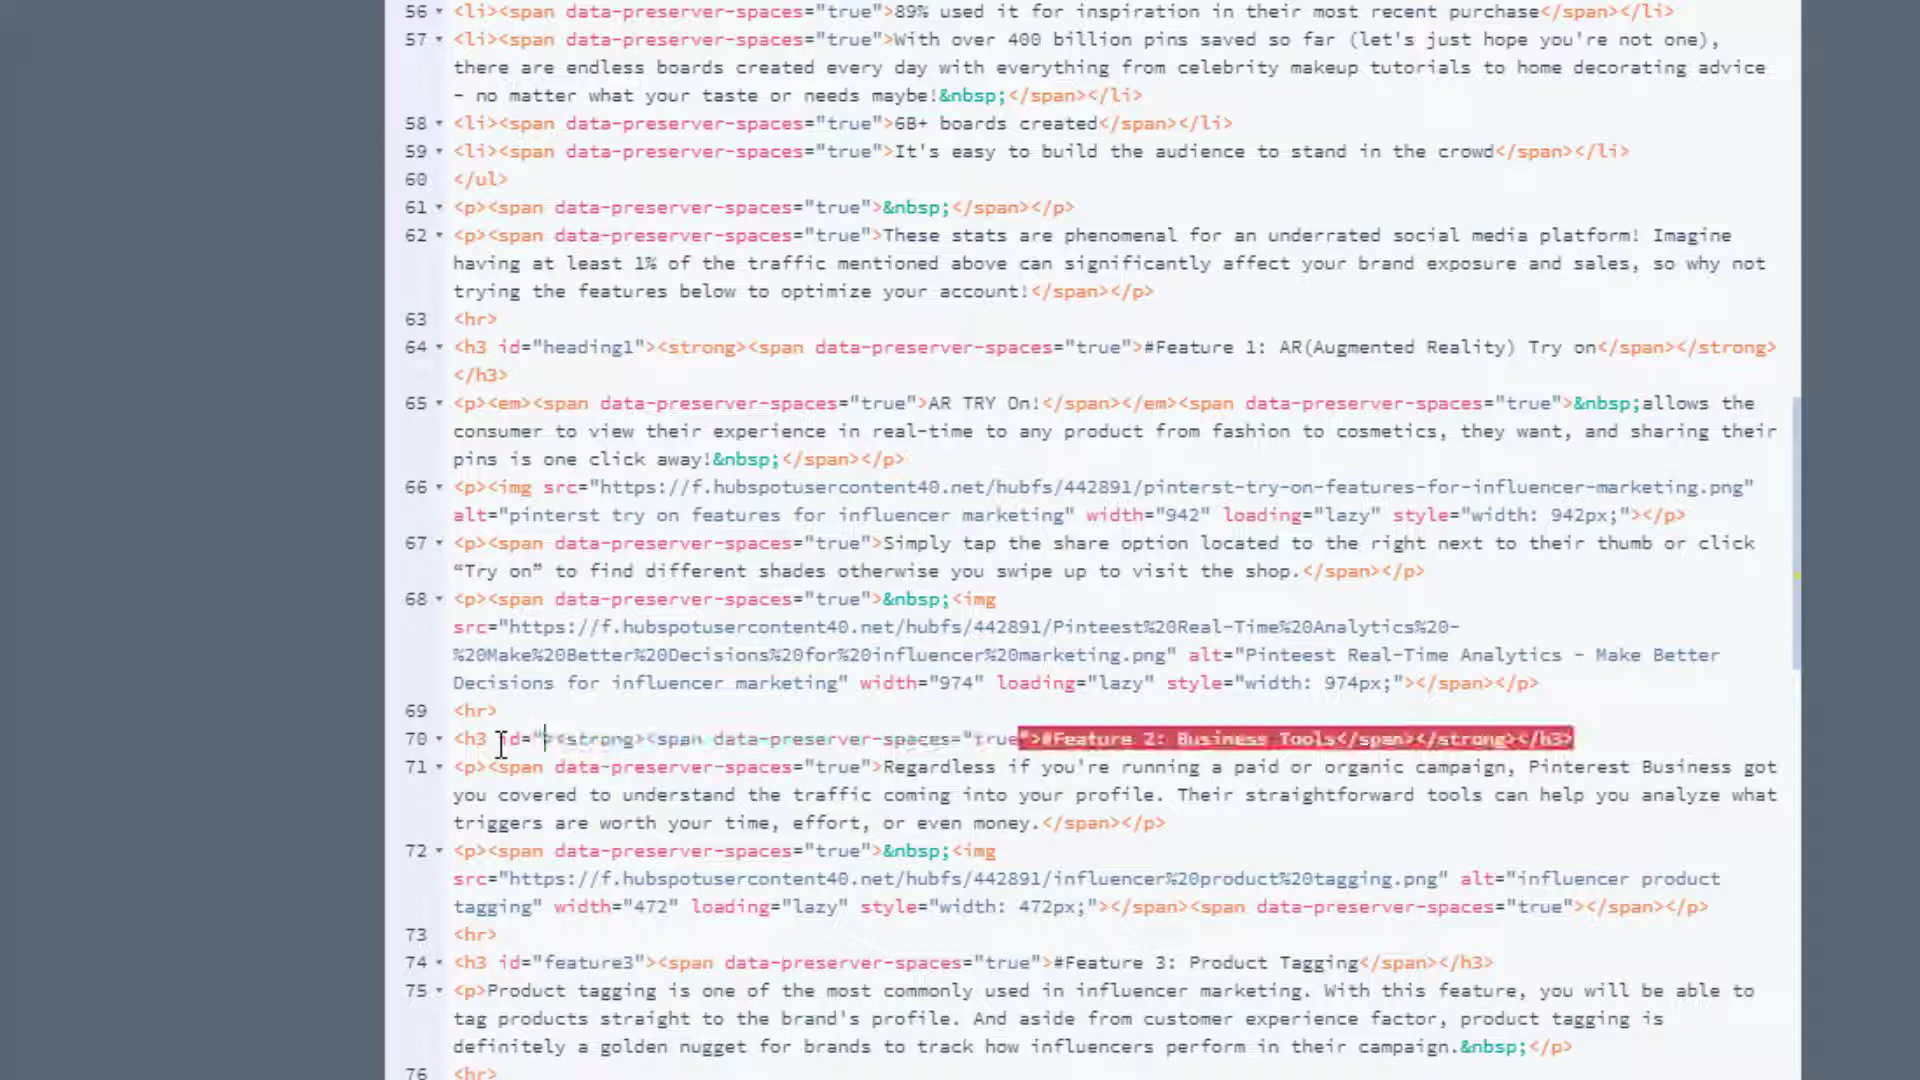 56 <li><span data-preserver-spaces="true">89% used it for inspiration in their most recent purchase</span></li>
57 <li><span data-preserver-spaces="true">With over 400 billion pins saved so far (let's just hope you're not one),
there are endless boards created every day with everything from celebrity makeup tutorials to home decorating advice
- no matter what your taste or needs maybe!&nbsp;</span></li>
58 <li><span data-preserver-spaces="true">6B+ boards created</span></li>
59 <li><span data-preserver-spaces="true">It's easy to build the audience to stand in the crowd</span></li>
60 </ul>
61 <p><span data-preserver-spaces="true">&nbsp;</span></p>
62 <p><span data-preserver-spaces="true">These stats are phenomenal for an underrated social media platform! Imagine
having at least 1% of the traffic mentioned above can significantly affect your brand exposure and sales, so why not
trying the features below to optimize your account!</span></p>
63 <hr>
64 <h3 id="heading1"><strong><span data-preserver-spaces="true">#Feature 1: AR(Augmented Reality) Try on</span></strong>
</h3>
65 <p><em><span data-preserver-spaces="true">AR TRY On!</span></em><span data-preserver-spaces="true">&nbsp;allows the
consumer to view their experience in real-time to any product from fashion to cosmetics, they want, and sharing their
pins is one click away!&nbsp;</span></p>
66 <p><img src="https://f.hubspotusercontent40.net/hubfs/442891/pinterst-try-on-features-for-influencer-marketing.png"
alt="pinterst try on features for influencer marketing" width="942" loading="lazy" style="width: 942px;"></p>
67 <p><span data-preserver-spaces="true">Simply tap the share option located to the right next to their thumb or click
“Try on” to find different shades otherwise you swipe up to visit the shop.</span></p>
68 <p><span data-preserver-spaces="true">&nbsp;<img
src="https://f.hubspotusercontent40.net/hubfs/442891/Pinteest%20Real-Time%20Analytics%20-
%20Make%20Better%20Decisions%20for%20influencer%20marketing.png" alt="Pinteest Real-Time Analytics - Make Better
Decisions for influencer marketing" width="974" loading="lazy" style="width: 974px;"></span></p>
69 <hr>
70 <h3 id="><strong><span data-preserver-spaces="true">#Feature 2: Business Tools</span></strong></h3>
71 <p><span data-preserver-spaces="true">Regardless if you're running a paid or organic campaign, Pinterest Business got
you covered to understand the traffic coming into your profile. Their straightforward tools can help you analyze what
triggers are worth your time, effort, or even money.</span></p>
72 <p><span data-preserver-spaces="true">&nbsp;<img
src="https://f.hubspotusercontent40.net/hubfs/442891/influencer%20product%20tagging.png" alt="influencer product
tagging" width="472" loading="lazy" style="width: 472px;"></span><span data-preserver-spaces="true"></span></p>
73 <hr>
74 <h3 id="feature3"><span data-preserver-spaces="true">#Feature 3: Product Tagging</span></h3>
75 <p>Product tagging is one of the most commonly used in influencer marketing. With this feature, you will be able to
tag products straight to the brand's profile. And aside from customer experience factor, product tagging is
definitely a golden nugget for brands to track how influencers perform in their campaign.&nbsp;</p>
76 <hr>